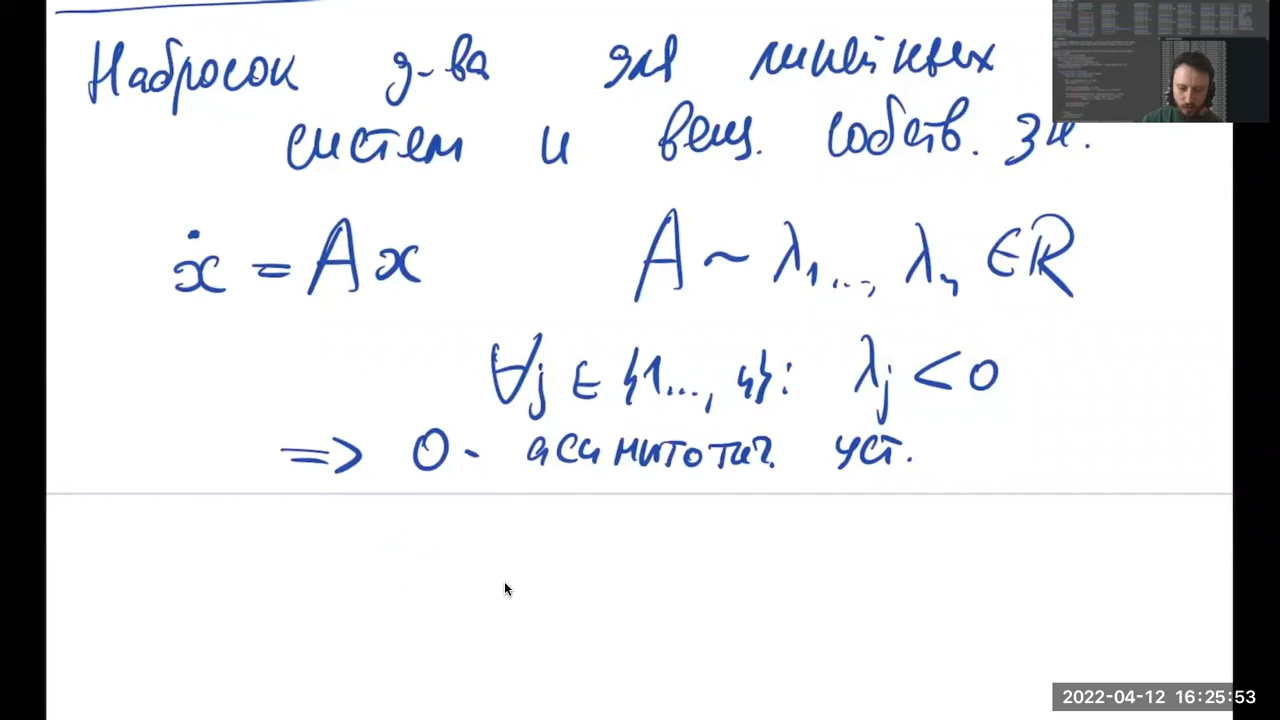 Набросок д-ва для линейных
систем и вещ. собств. зн.
ẋ = Ax A ~ λ₁..., λₙ ∈ ℝ
∀j ∈ {1..., n}: λⱼ < 0
=> 0 - асимптотич. уст.
2022-04-12 16:25:53